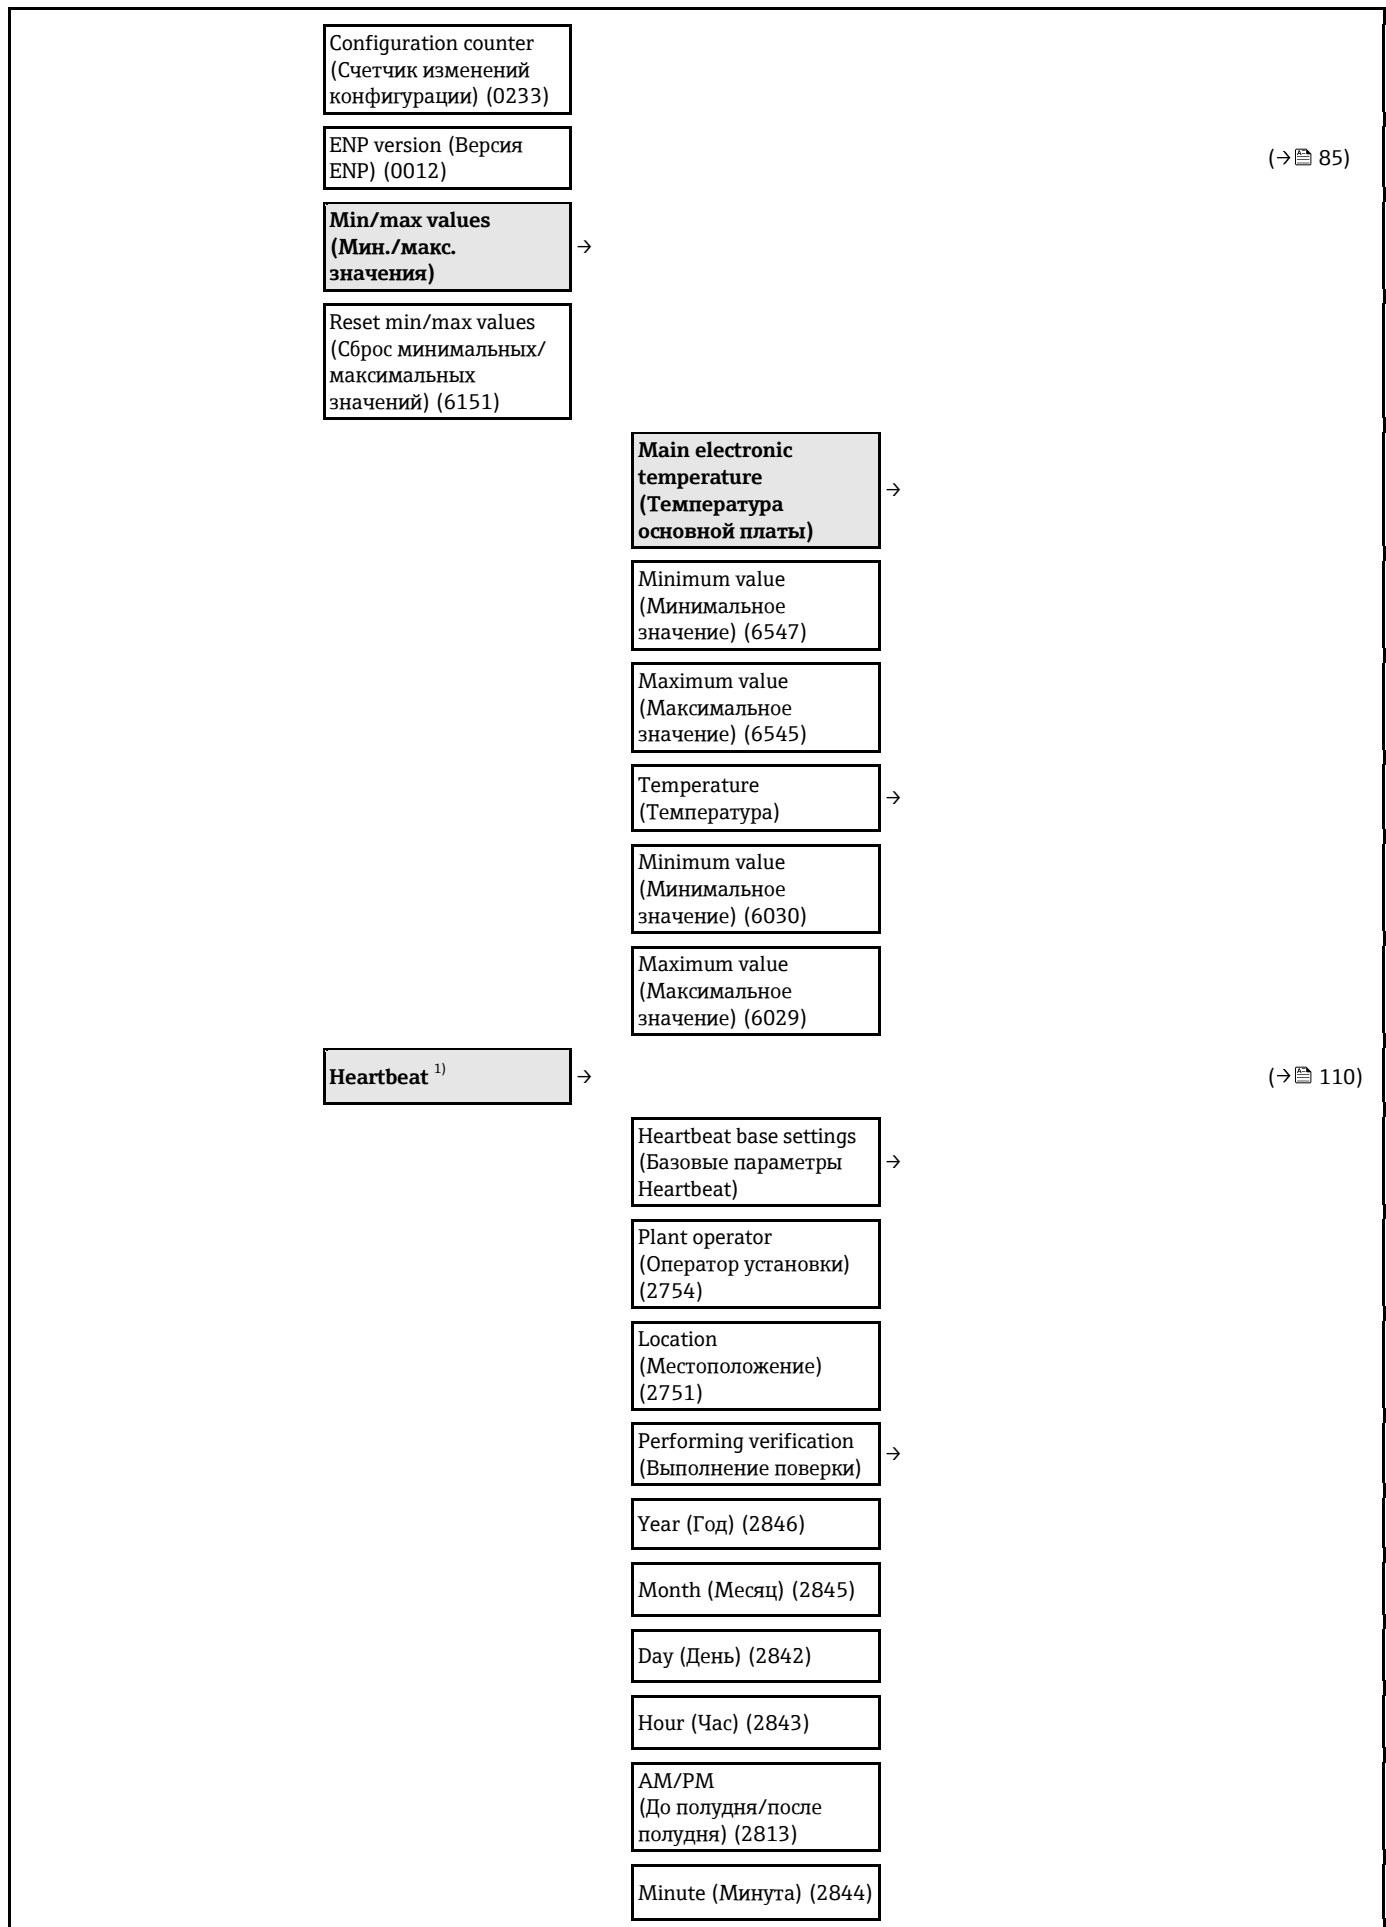 Configuration counter
(Счетчик изменений
конфигурации) (0233)
ENP version (Версия
ENP) (0012)
(→ 85)
Min/max values
(Мин./макс.
значения)
→
Reset min/max values
(Сброс минимальных/
максимальных
значений) (6151)
Main electronic
temperature
(Температура
основной платы)
→
Minimum value
(Минимальное
значение) (6547)
Maximum value
(Максимальное
значение) (6545)
Temperature
(Температура)
→
Minimum value
(Минимальное
значение) (6030)
Maximum value
(Максимальное
значение) (6029)
Heartbeat 1)
→
(→ 110)
Heartbeat base settings
(Базовые параметры
Heartbeat)
→
Plant operator
(Оператор установки)
(2754)
Location
(Местоположение)
(2751)
Performing verification
(Выполнение поверки)
→
Year (Год) (2846)
Month (Месяц) (2845)
Day (День) (2842)
Hour (Час) (2843)
AM/PM
(До полудня/после
полудня) (2813)
Minute (Минута) (2844)